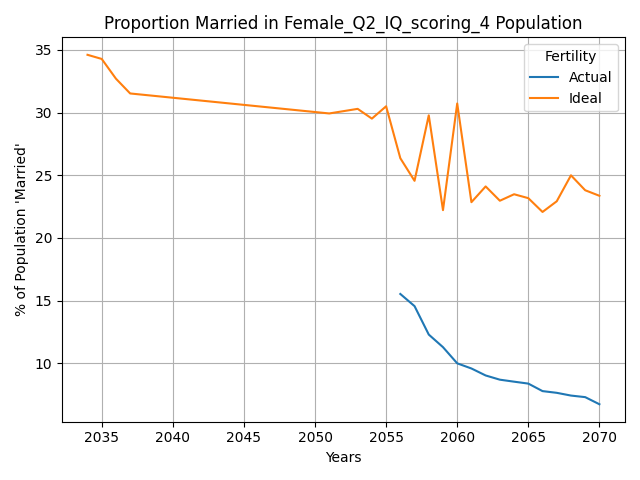 Proportion Married in Female_Q2_IQ_scoring_4 Population
Fertility
Actual
Ideal
% of Population 'Married'
35
30
25
20
15
10
2035 2040 2045 2050 2055 2060 2065 2070
Years